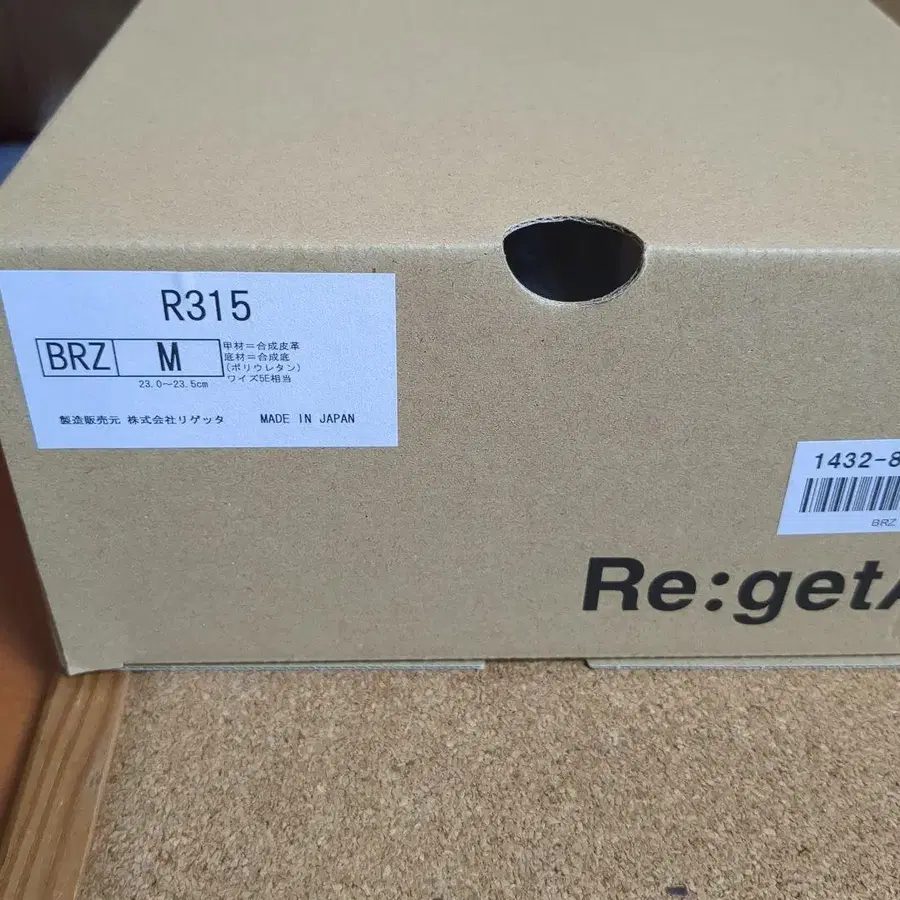 R315
BRZ M
23.0～23.5cm
甲材＝合成皮革
底材＝合成底
(ポリウレタン)
ワイズ5E相当
製造販売元 株式会社リゲッタ MADE IN JAPAN
1432-8
BRZ
Re:getA